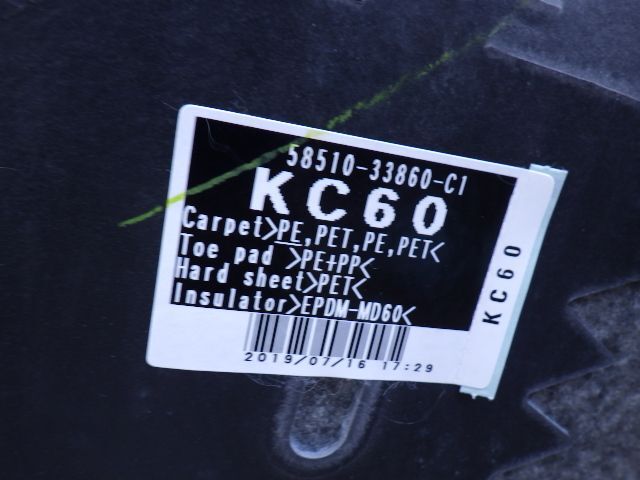 58510-33860-C1
KC60
Carpet>PE,PET,PE,PET<
Toe pad >PE+PP<
Hard sheet>PET<
Insulator>EPDM-MD60<
2019/07/16 17:29
KC60